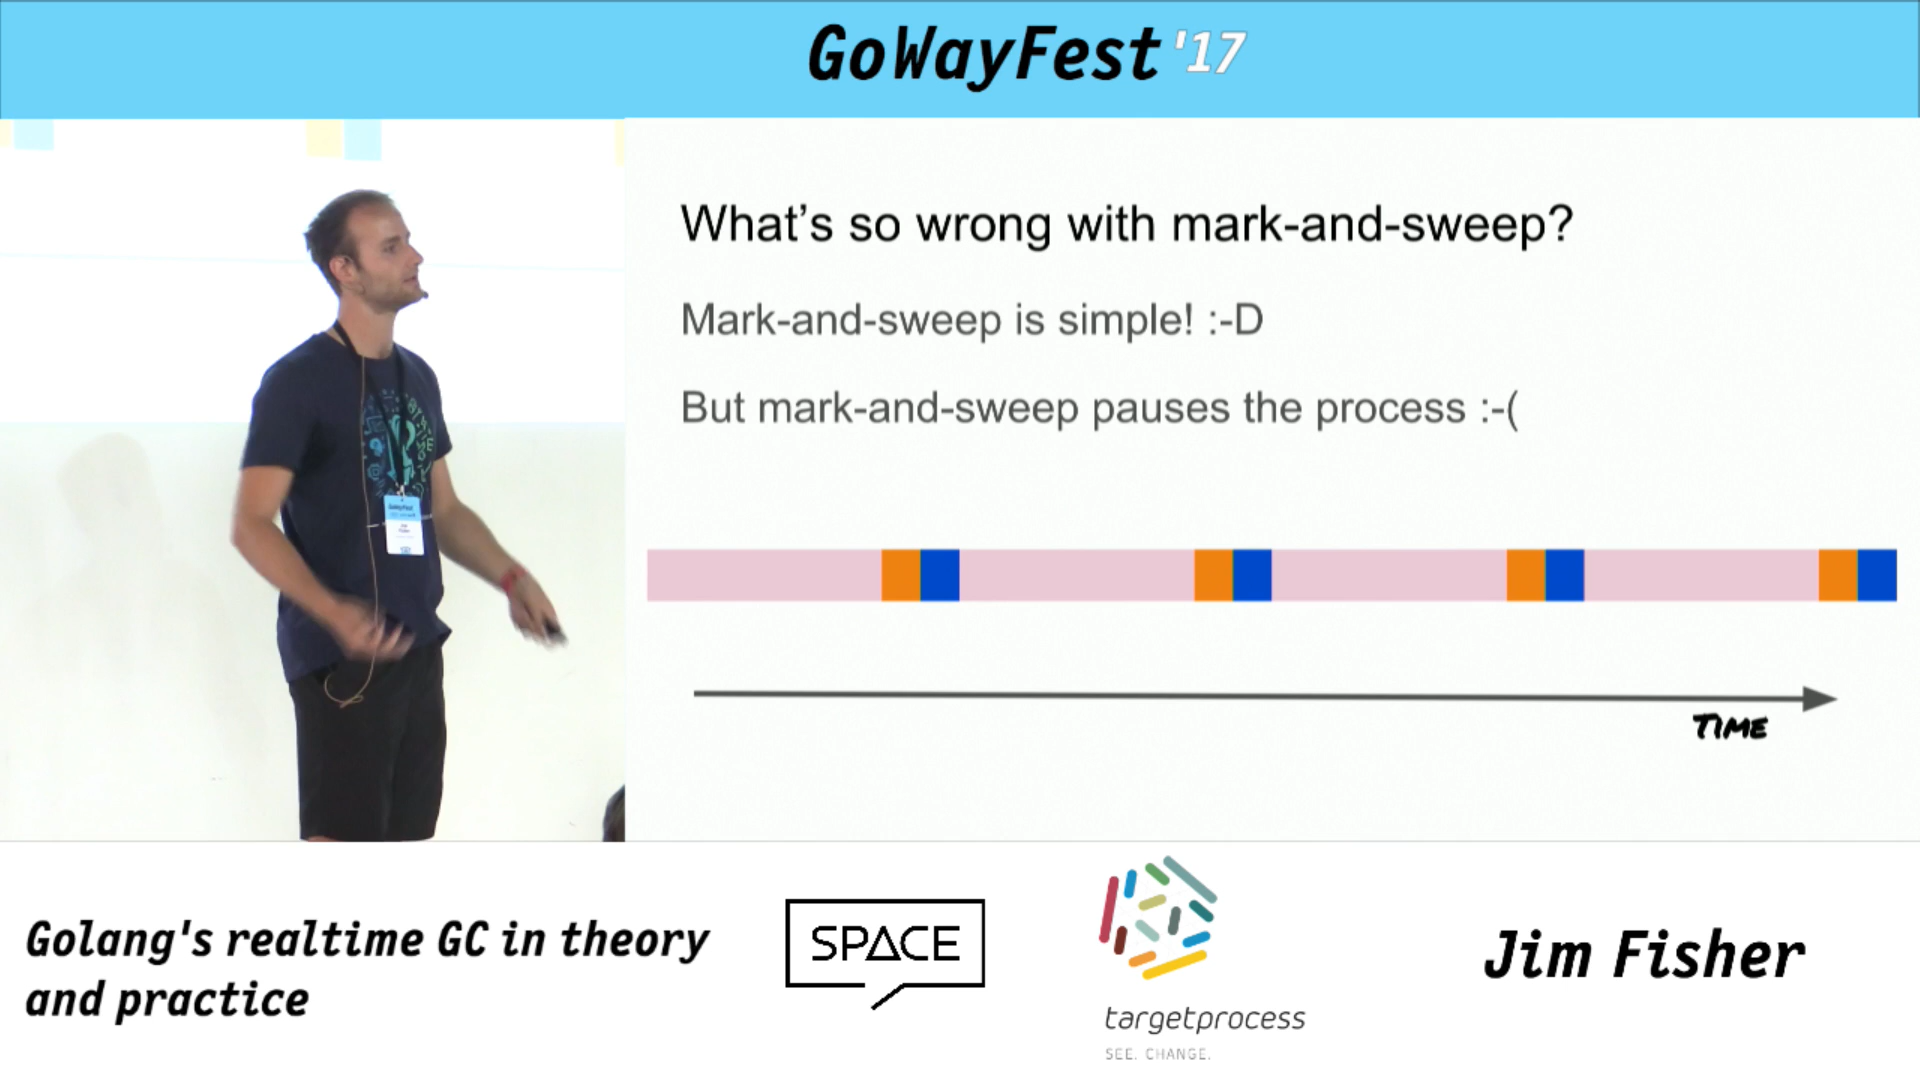 GoWayFest '17
What's so wrong with mark-and-sweep?
Mark-and-sweep is simple! :-D
But mark-and-sweep pauses the process :-(
TIME
Golang's realtime GC in theory
and practice
SPACE
targetprocess
SEE. CHANGE.
Jim Fisher